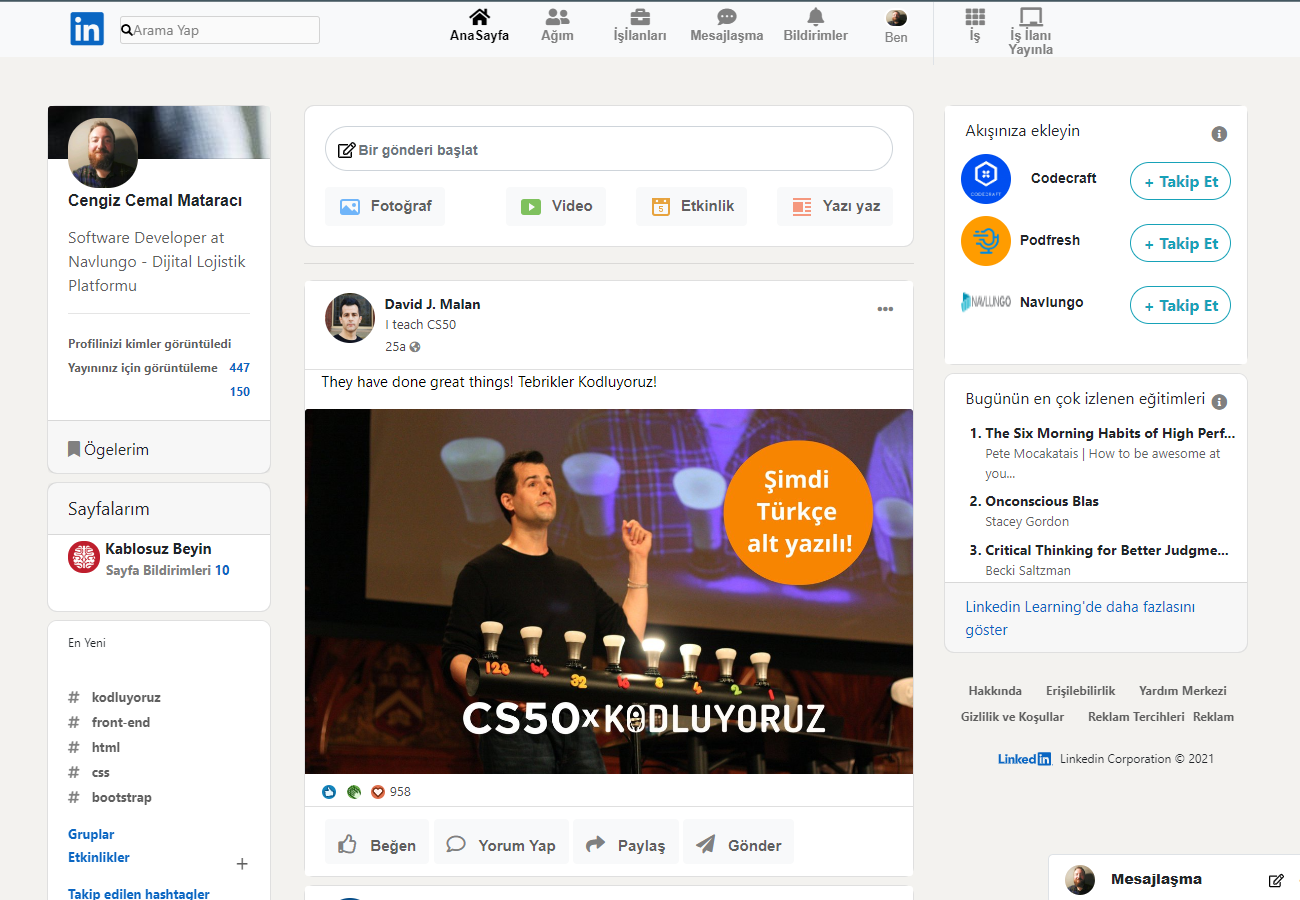 in
Arama Yap
AnaSayfa
Ağım
İşİlanları
Mesajlaşma
Bildirimler
Ben
İş
İş İlanı
Yayınla
Cengiz Cemal Mataracı
Software Developer at
Navlungo - Dijital Lojistik
Platformu
Profilinizi kimler görüntüledi
Yayınınız için görüntüleme 447
150
Ögelerim
Sayfalarım
Kablosuz Beyin
Sayfa Bildirimleri 10
En Yeni
# kodluyoruz
# front-end
# html
# css
# bootstrap
Gruplar
Etkinlikler
+
Takip edilen hashtagler
Bir gönderi başlat
Fotoğraf
Video
5 Etkinlik
Yazı yaz
David J. Malan
I teach CS50
25a
They have done great things! Tebrikler Kodluyoruz!
Şimdi
Türkçe
alt yazılı!
128 64 32 16 8 4 2 1
CS50xKODLUYORUZ
958
Beğen
Yorum Yap
Paylaş
Gönder
Akışınıza ekleyin
CODECRAFT
Codecraft
+ Takip Et
Podfresh
+ Takip Et
NAVLUNGO
Navlungo
+ Takip Et
Bugünün en çok izlenen eğitimleri
1. The Six Morning Habits of High Perf...
Pete Mocakatais | How to be awesome at
you...
2. Onconscious Blas
Stacey Gordon
3. Critical Thinking for Better Judgme...
Becki Saltzman
Linkedin Learning'de daha fazlasını
göster
Hakkında Erişilebilirlik Yardım Merkezi
Gizlilik ve Koşullar Reklam Tercihleri Reklam
Linkedin Linkedin Corporation © 2021
Mesajlaşma